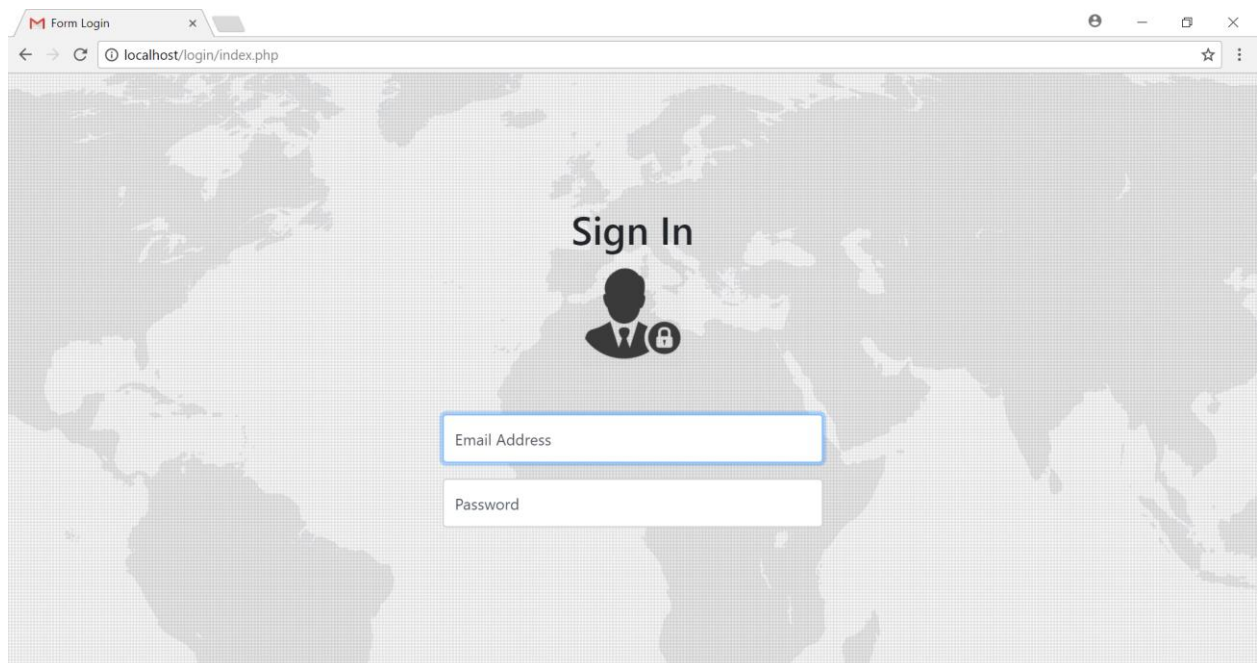 Form Login
localhost/login/index.php
Sign In
Email Address
Password